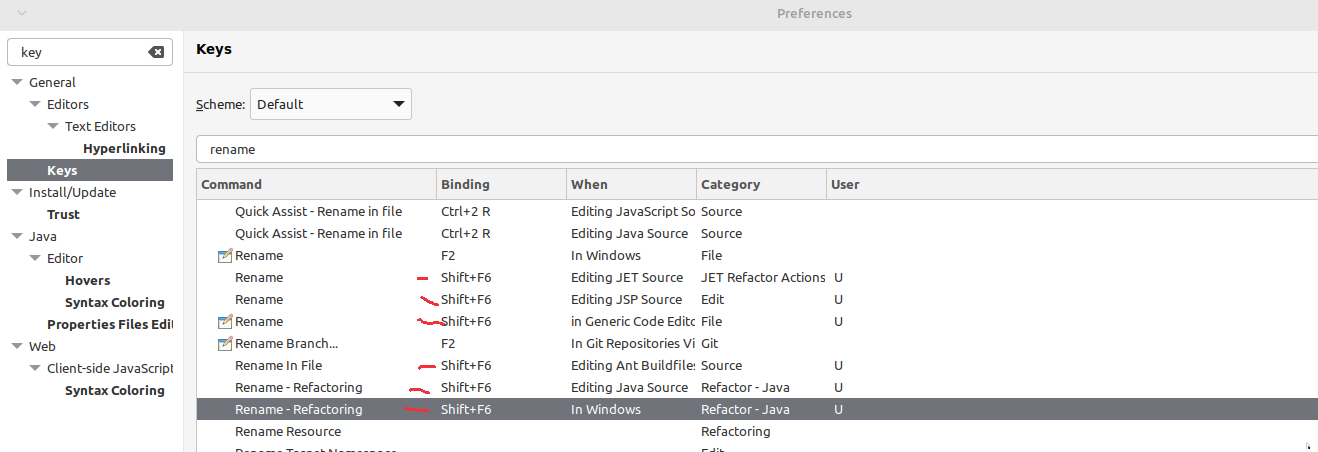 Preferences
key
Keys
General
Editors
Text Editors
Hyperlinking
Keys
Install/Update
Trust
Java
Editor
Hovers
Syntax Coloring
Properties Files Edi
Web
Client-side JavaScript
Syntax Coloring
Scheme: Default
rename
Command Binding When Category User
Quick Assist - Rename in file Ctrl+2 R Editing JavaScript So Source
Quick Assist - Rename in file Ctrl+2 R Editing Java Source Source
Rename F2 In Windows File
Rename Shift+F6 Editing JET Source JET Refactor Actions U
Rename Shift+F6 Editing JSP Source Edit U
Rename Shift+F6 in Generic Code Edito File U
Rename Branch... F2 In Git Repositories Vi Git
Rename In File Shift+F6 Editing Ant Buildfiles Source U
Rename - Refactoring Shift+F6 Editing Java Source Refactor - Java U
Rename - Refactoring Shift+F6 In Windows Refactor - Java U
Rename Resource Refactoring
Rename Target Namespace Edit